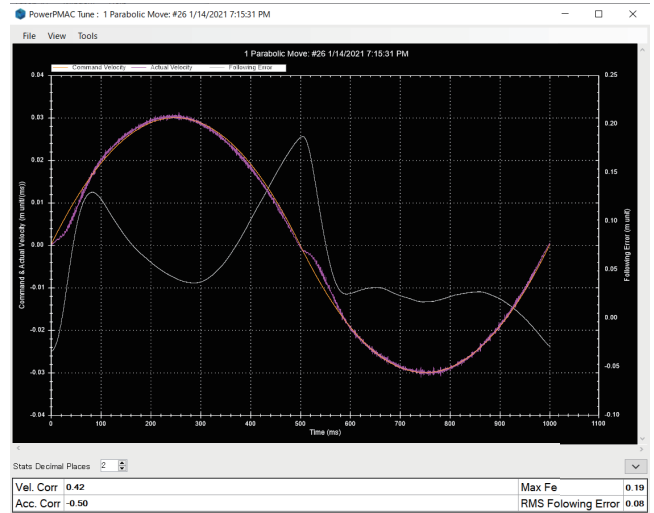 PowerPMAC Tune : 1 Parabolic Move: #26 1/14/2021 7:15:31 PM
File View Tools
1 Parabolic Move: #26 1/14/2021 7:15:31 PM
Command Velocity Actual Velocity Following Error
0.04
0.03
0.02
0.01
0.00
-0.01
-0.02
-0.03
-0.04
Command & Actual Velocity (m unit/(ms))
0.25
0.20
0.15
0.10
0.05
0.00
-0.05
-0.10
Following Error (m unit)
0 100 200 300 400 500 600 700 800 900 1000 1100
Time (ms)
Stats Decimal Places 2
Vel. Corr 0.42 Max Fe 0.19
Acc. Corr -0.50 RMS Folowing Error 0.08